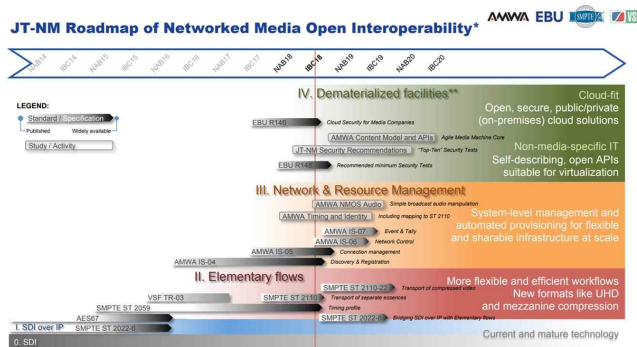 JT-NM Roadmap of Networked Media Open Interoperability*
AMWA EBU SMPTE VS
NAB14 IBC14 NAB15 IBC15 NAB16 IBC16 NAB17 IBC17 NAB18 IBC18 NAB19 IBC19 NAB20 IBC20
LEGEND:
Standard / Specification
Published Widely available
Study / Activity
IV. Dematerialized facilities**
EBU R146 Cloud Security for Media Companies
AMWA Content Model and APIs Agile Media Machine Core
JT-NM Security Recommendations "Top-Ten" Security Tests
EBU R148 Recommended minimum Security Tests
Cloud-fit
Open, secure, public/private
(on-premises) cloud solutions
Non-media-specific IT
Self-describing, open APIs
suitable for virtualization
III. Network & Resource Management
AMWA NMOS Audio Simple broadcast audio manipulation
AMWA Timing and Identity Including mapping to ST 2110
AMWA IS-07 Event & Tally
AMWA IS-06 Network Control
AMWA IS-05 Connection management
AMWA IS-04 Discovery & Registration
System-level management and
automated provisioning for flexible
and sharable infrastructure at scale
II. Elementary flows
SMPTE ST 2110-22 Transport of compressed video
VSF TR-03 SMPTE ST 2110 Transport of separate essences
SMPTE ST 2059 Timing profile
AES67 SMPTE ST 2022-8 Bridging SDI over IP with Elementary flows
More flexible and efficient workflows
New formats like UHD
and mezzanine compression
I. SDI over IP SMPTE ST 2022-6
0. SDI
Current and mature technology